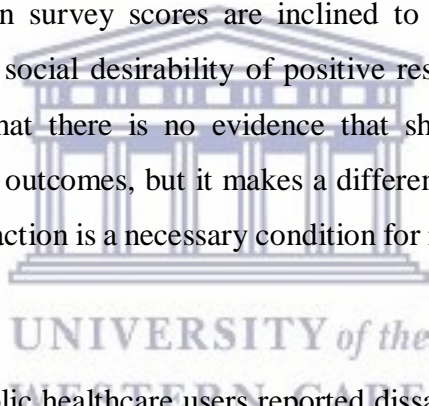 n survey scores are inclined to
social desirability of positive res
hat there is no evidence that sh
outcomes, but it makes a differen
action is a necessary condition for
UNIVERSITY of the
blic healthcare users reported dissa
WESTERN CAPE